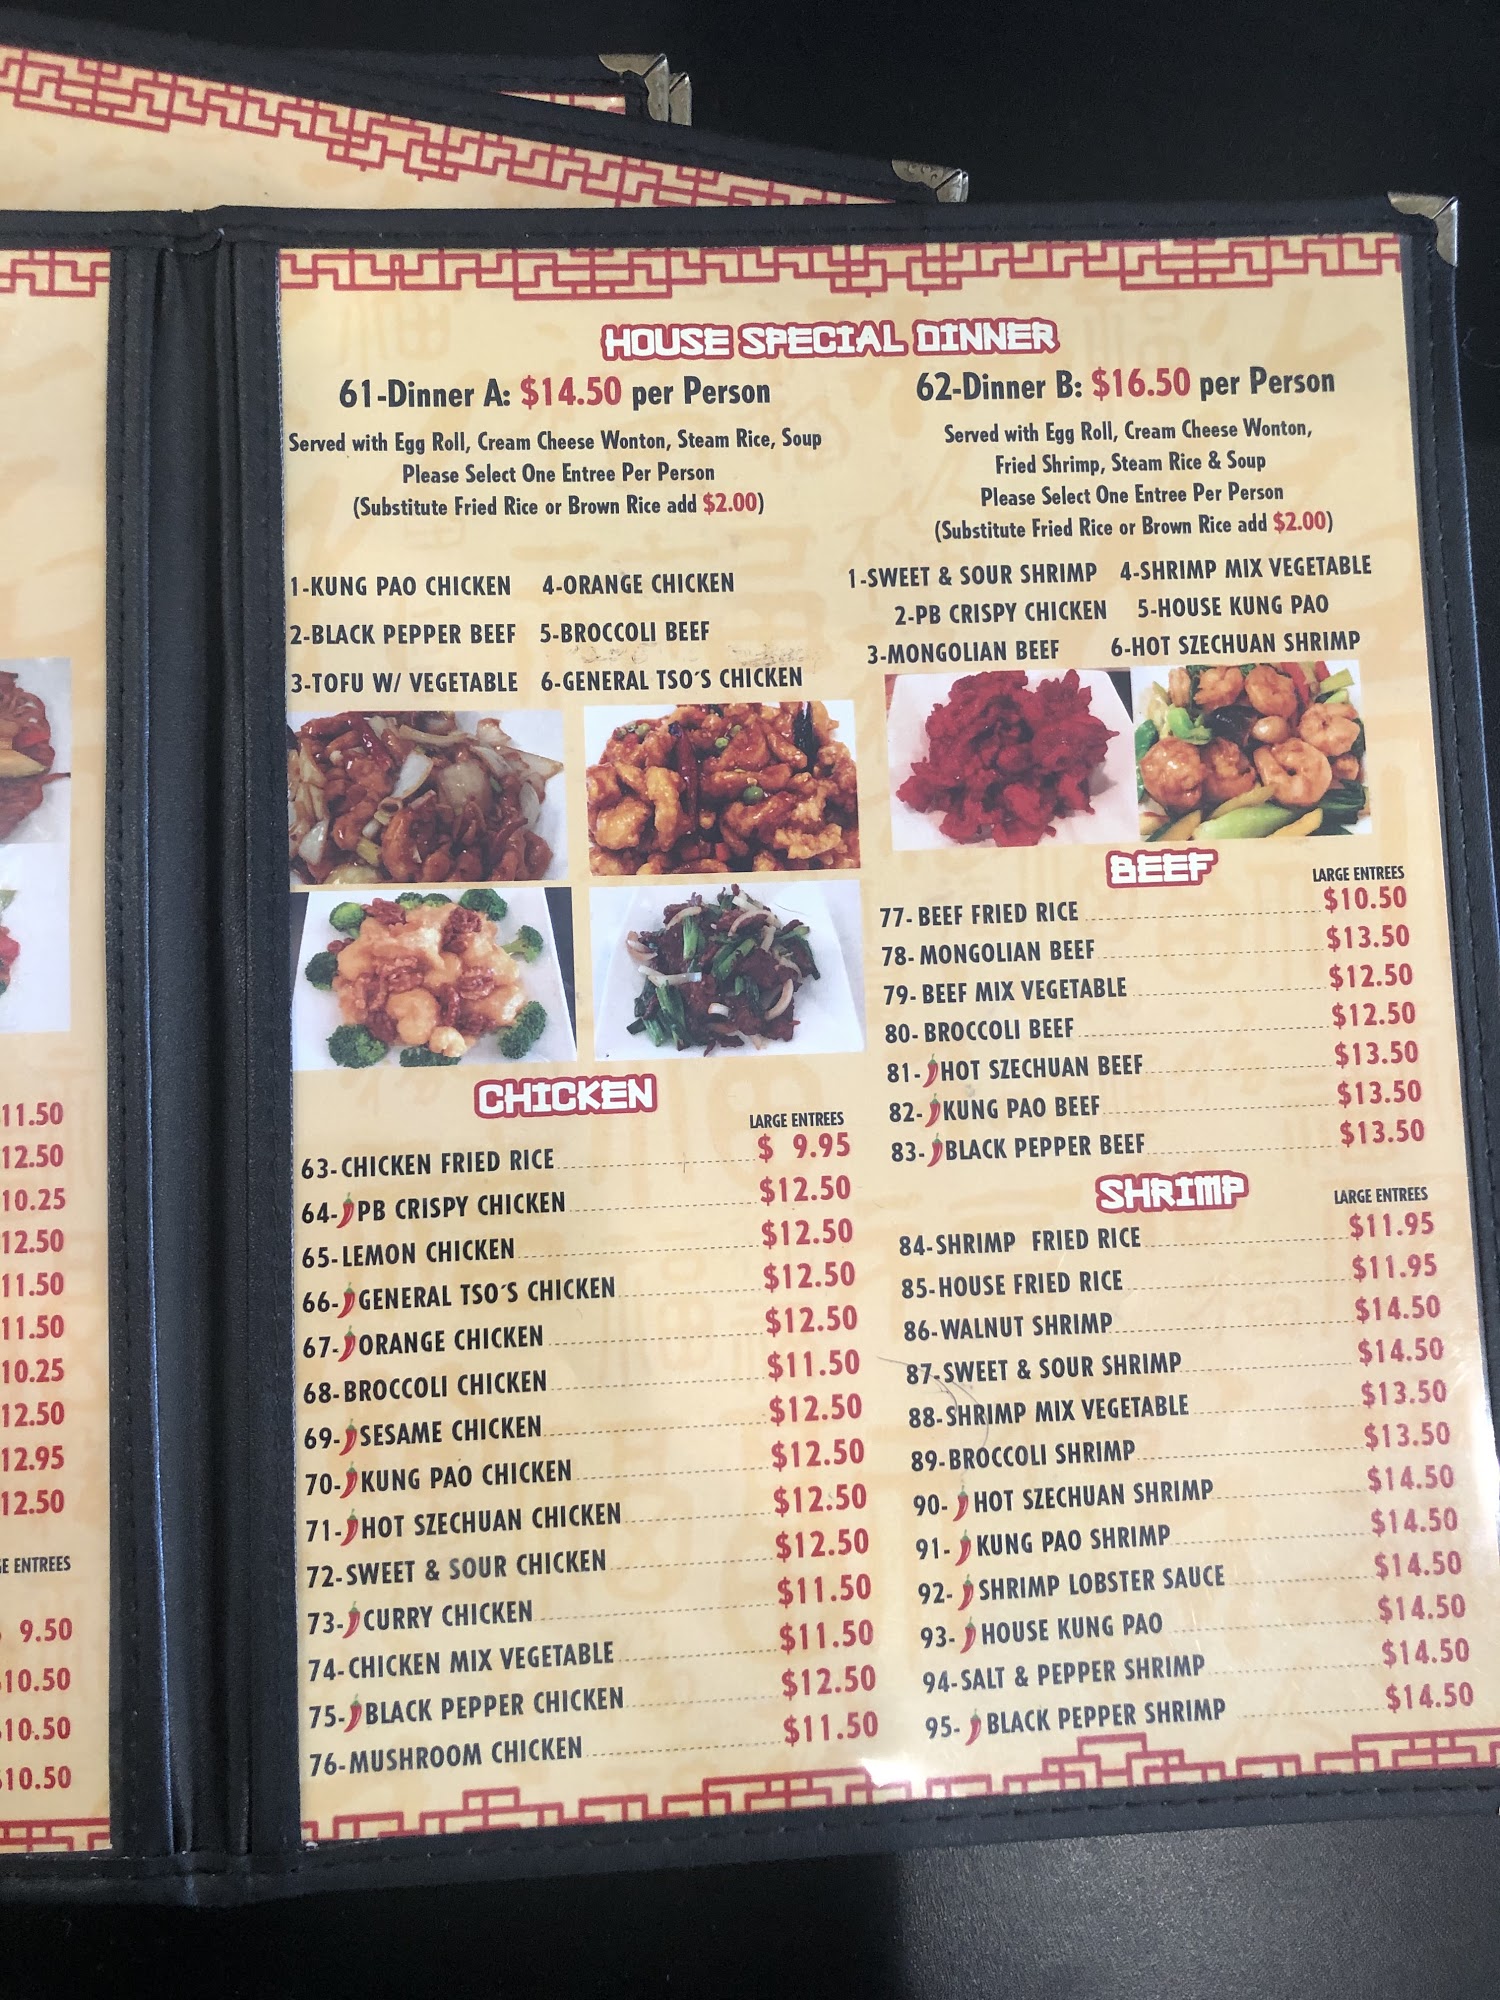 11.50
12.50
10.25
12.50
11.50
11.50
10.25
12.50
12.95
12.50
ENTREES
9.50
10.50
10.50
10.50
HOUSE SPECIAL DINNER
61-Dinner A: $14.50 per Person
Served with Egg Roll, Cream Cheese Wonton, Steam Rice, Soup
Please Select One Entree Per Person
(Substitute Fried Rice or Brown Rice add $2.00)
1-KUNG PAO CHICKEN 4-ORANGE CHICKEN
2-BLACK PEPPER BEEF 5-BROCCOLI BEEF
3-TOFU W/ VEGETABLE 6-GENERAL TSO´S CHICKEN
62-Dinner B: $16.50 per Person
Served with Egg Roll, Cream Cheese Wonton,
Fried Shrimp, Steam Rice & Soup
Please Select One Entree Per Person
(Substitute Fried Rice or Brown Rice add $2.00)
1-SWEET & SOUR SHRIMP 4-SHRIMP MIX VEGETABLE
2-PB CRISPY CHICKEN 5-HOUSE KUNG PAO
3-MONGOLIAN BEEF 6-HOT SZECHUAN SHRIMP
CHICKEN
LARGE ENTREES
63-CHICKEN FRIED RICE $ 9.95
64-PB CRISPY CHICKEN $12.50
65-LEMON CHICKEN $12.50
66-GENERAL TSO´S CHICKEN $12.50
67-ORANGE CHICKEN $12.50
68-BROCCOLI CHICKEN $11.50
69-SESAME CHICKEN $12.50
70-KUNG PAO CHICKEN $12.50
71-HOT SZECHUAN CHICKEN $12.50
72-SWEET & SOUR CHICKEN $12.50
73-CURRY CHICKEN $11.50
74-CHICKEN MIX VEGETABLE $11.50
75-BLACK PEPPER CHICKEN $12.50
76-MUSHROOM CHICKEN $11.50
BEEF
LARGE ENTREES
77-BEEF FRIED RICE $10.50
78-MONGOLIAN BEEF $13.50
79-BEEF MIX VEGETABLE $12.50
80-BROCCOLI BEEF $12.50
81-HOT SZECHUAN BEEF $13.50
82-KUNG PAO BEEF $13.50
83-BLACK PEPPER BEEF $13.50
SHRIMP
LARGE ENTREES
84-SHRIMP FRIED RICE $11.95
85-HOUSE FRIED RICE $11.95
86-WALNUT SHRIMP $14.50
87-SWEET & SOUR SHRIMP $14.50
88-SHRIMP MIX VEGETABLE $13.50
89-BROCCOLI SHRIMP $13.50
90-HOT SZECHUAN SHRIMP $14.50
91-KUNG PAO SHRIMP $14.50
92-SHRIMP LOBSTER SAUCE $14.50
93-HOUSE KUNG PAO $14.50
94-SALT & PEPPER SHRIMP $14.50
95-BLACK PEPPER SHRIMP $14.50